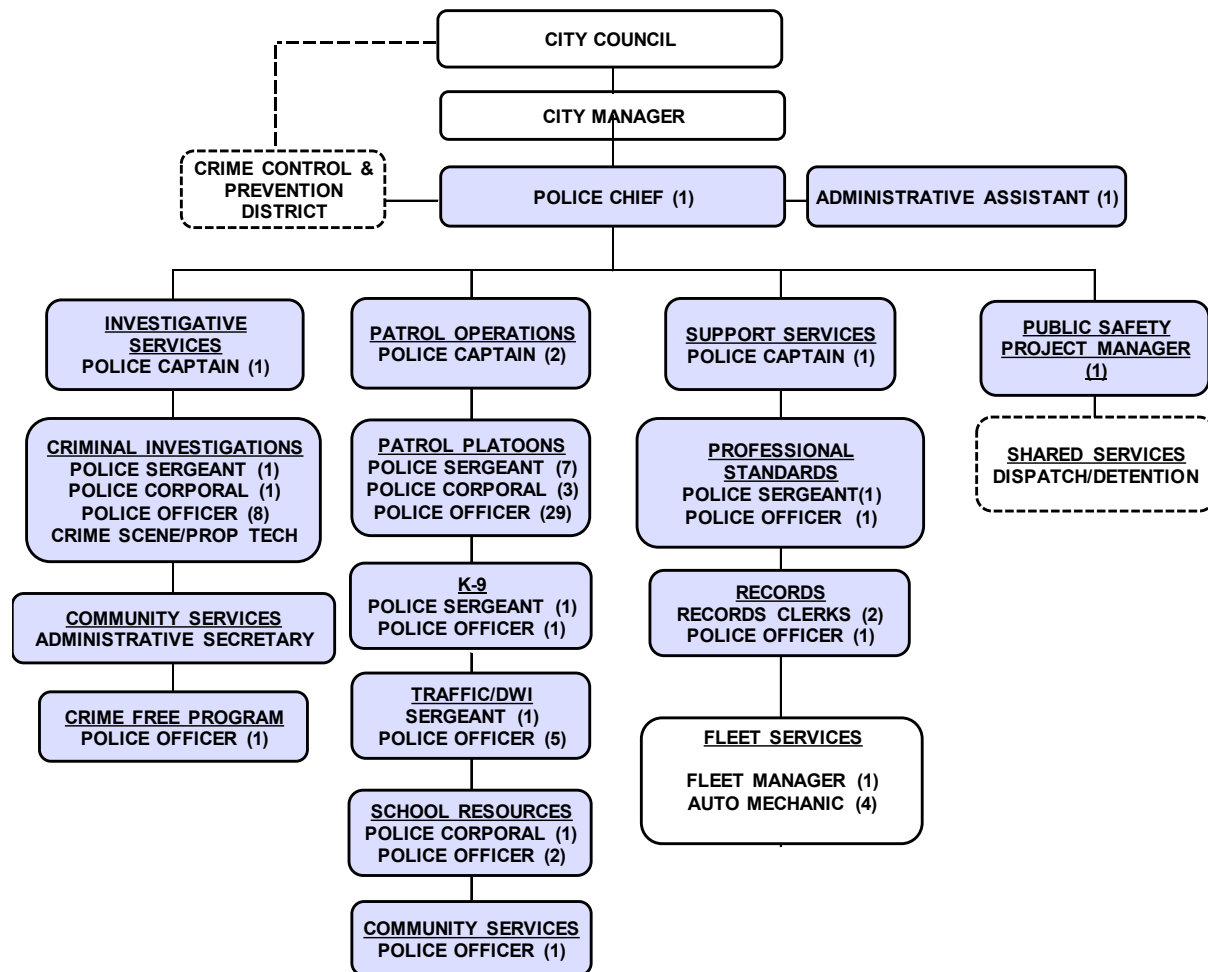 CITY COUNCIL
CITY MANAGER
CRIME CONTROL &
PREVENTION
DISTRICT
POLICE CHIEF (1)
ADMINISTRATIVE ASSISTANT (1)
INVESTIGATIVE
SERVICES
POLICE CAPTAIN (1)
PATROL OPERATIONS
POLICE CAPTAIN (2)
SUPPORT SERVICES
POLICE CAPTAIN (1)
PUBLIC SAFETY
PROJECT MANAGER
(1)
CRIMINAL INVESTIGATIONS
POLICE SERGEANT (1)
POLICE CORPORAL (1)
POLICE OFFICER (8)
CRIME SCENE/PROP TECH
PATROL PLATOONS
POLICE SERGEANT (7)
POLICE CORPORAL (3)
POLICE OFFICER (29)
PROFESSIONAL
STANDARDS
POLICE SERGEANT(1)
POLICE OFFICER (1)
SHARED SERVICES
DISPATCH/DETENTION
COMMUNITY SERVICES
ADMINISTRATIVE SECRETARY
K-9
POLICE SERGEANT (1)
POLICE OFFICER (1)
RECORDS
RECORDS CLERKS (2)
POLICE OFFICER (1)
CRIME FREE PROGRAM
POLICE OFFICER (1)
TRAFFIC/DWI
SERGEANT (1)
POLICE OFFICER (5)
FLEET SERVICES
FLEET MANAGER (1)
AUTO MECHANIC (4)
SCHOOL RESOURCES
POLICE CORPORAL (1)
POLICE OFFICER (2)
COMMUNITY SERVICES
POLICE OFFICER (1)